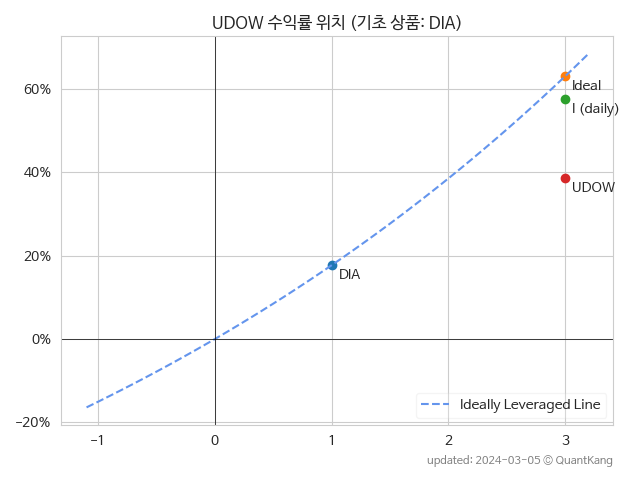 UDOW 수익률 위치 (기초 상품: DIA)
60%
40%
20%
0%
−20%
Ideal
I (daily)
UDOW
DIA
Ideally Leveraged Line
−1
0
1
2
3
updated: 2024-03-05 © QuantKang